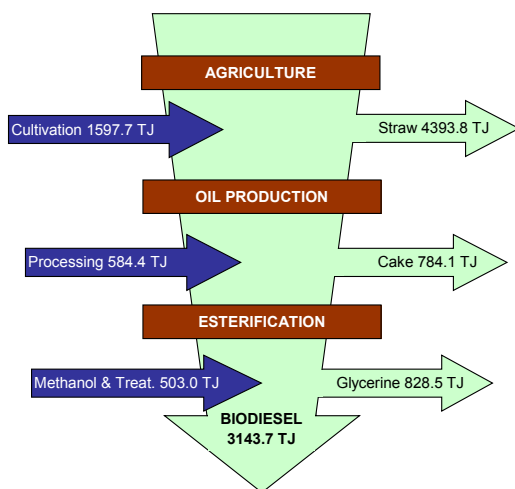 AGRICULTURE
Cultivation 1597.7 TJ
Straw 4393.8 TJ
OIL PRODUCTION
Processing 584.4 TJ
Cake 784.1 TJ
ESTERIFICATION
Methanol & Treat. 503.0 TJ
Glycerine 828.5 TJ
BIODIESEL
3143.7 TJ